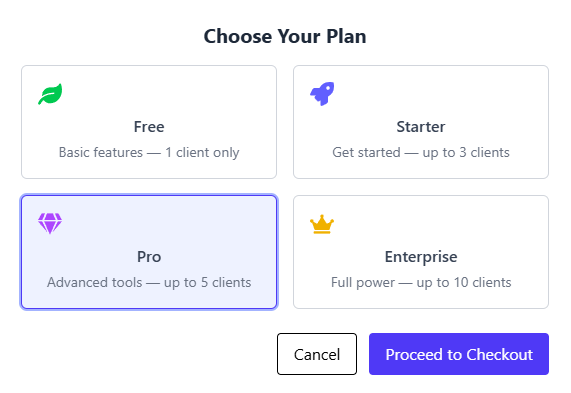 Choose Your Plan
Free
Basic features — 1 client only
Starter
Get started — up to 3 clients
Pro
Advanced tools — up to 5 clients
Enterprise
Full power — up to 10 clients
Cancel
Proceed to Checkout